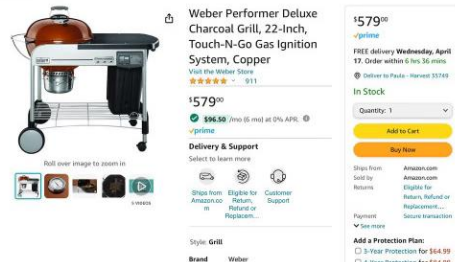 Weber Performer Deluxe
Charcoal Grill, 22-Inch,
Touch-N-Go Gas Ignition
System, Copper
Visit the Weber Store
911
$579⁰⁰
$96.50 /mo (6 mo) at 0% APR.
✓prime
Delivery & Support
Select to learn more
Ships from
Amazon.co
m
Eligible for
Return,
Refund or
Replacem...
Customer
Support
Style: Grill
Brand Weber
Roll over image to zoom in
5 VIDEOS
$579⁰⁰
✓prime
FREE delivery Wednesday, April
17. Order within 6 hrs 36 mins
Deliver to Paula - Harvest 35749
In Stock
Quantity: 1
Add to Cart
Buy Now
Ships from Amazon.com
Sold by Amazon.com
Returns Eligible for
Return, Refund or
Replacement...
Payment Secure transaction
See more
Add a Protection Plan:
3-Year Protection for $64.99